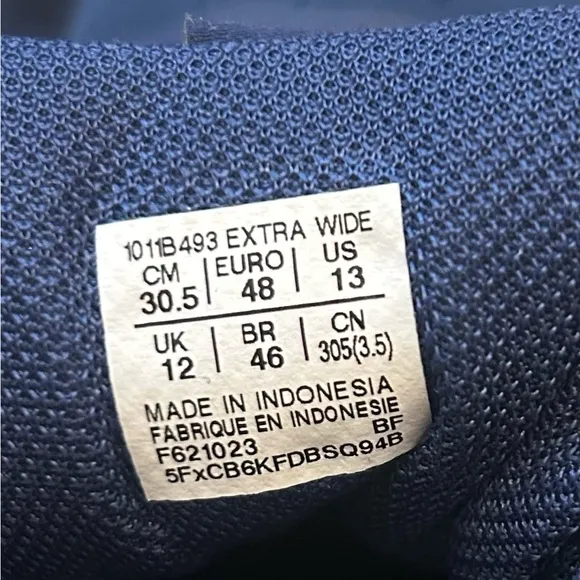 1011B493 EXTRA WIDE
CM | EURO | US
30.5 | 48 | 13
UK | BR | CN
12 | 46 | 305(3.5)
MADE IN INDONESIA
FABRIQUE EN INDONESIE
F621023 BF
5FxCB6KFDBSQ94B